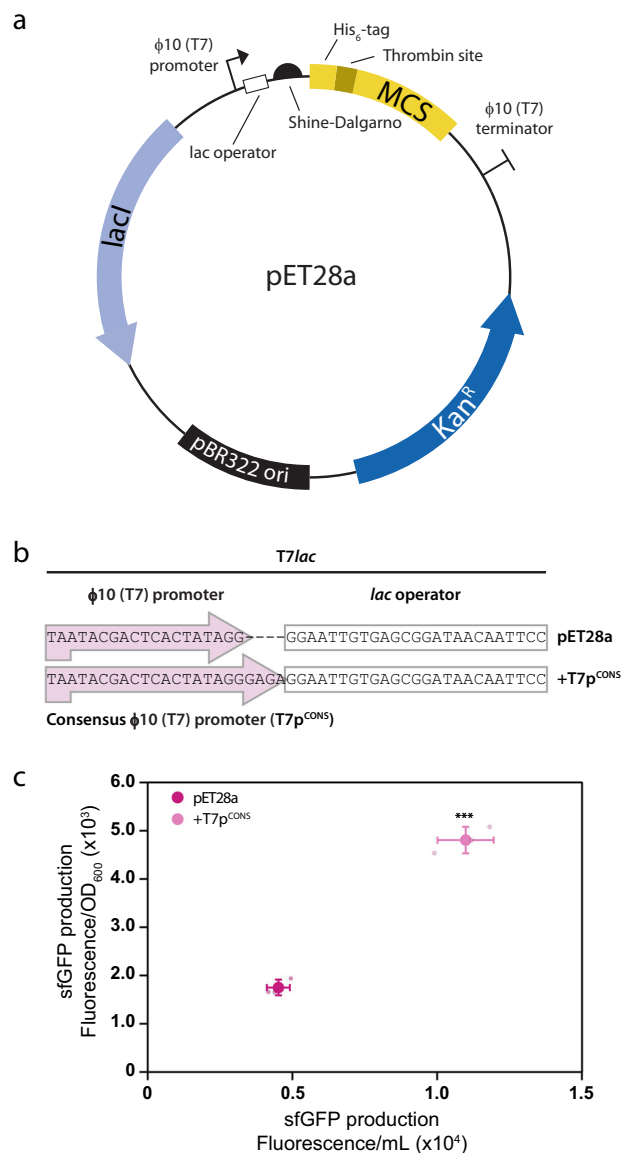 a
His₆-tag
ϕ10 (T7)
promoter
Thrombin site
MCS
ϕ10 (T7)
terminator
Shine-Dalgarno
lac operator
lacI
pET28a
Kanᴿ
pBR322 ori
b
T7lac
ϕ10 (T7) promoter
lac operator
TAATACGACTCACTATAGG----GGAATTGTGAGCGGATAACAATTCC pET28a
TAATACGACTCACTATAGGGAGAGGAATTGTGAGCGGATAACAATTCC +T7pᶜᴼᴺˢ
Consensus ϕ10 (T7) promoter (T7pᶜᴼᴺˢ)
c
6.0
5.0
4.0
3.0
2.0
1.0
0
sfGFP production
Fluorescence/OD₆₀₀ (x10³)
pET28a
+T7pᶜᴼᴺˢ
***
0
0.5
1.0
1.5
sfGFP production
Fluorescence/mL (x10⁴)